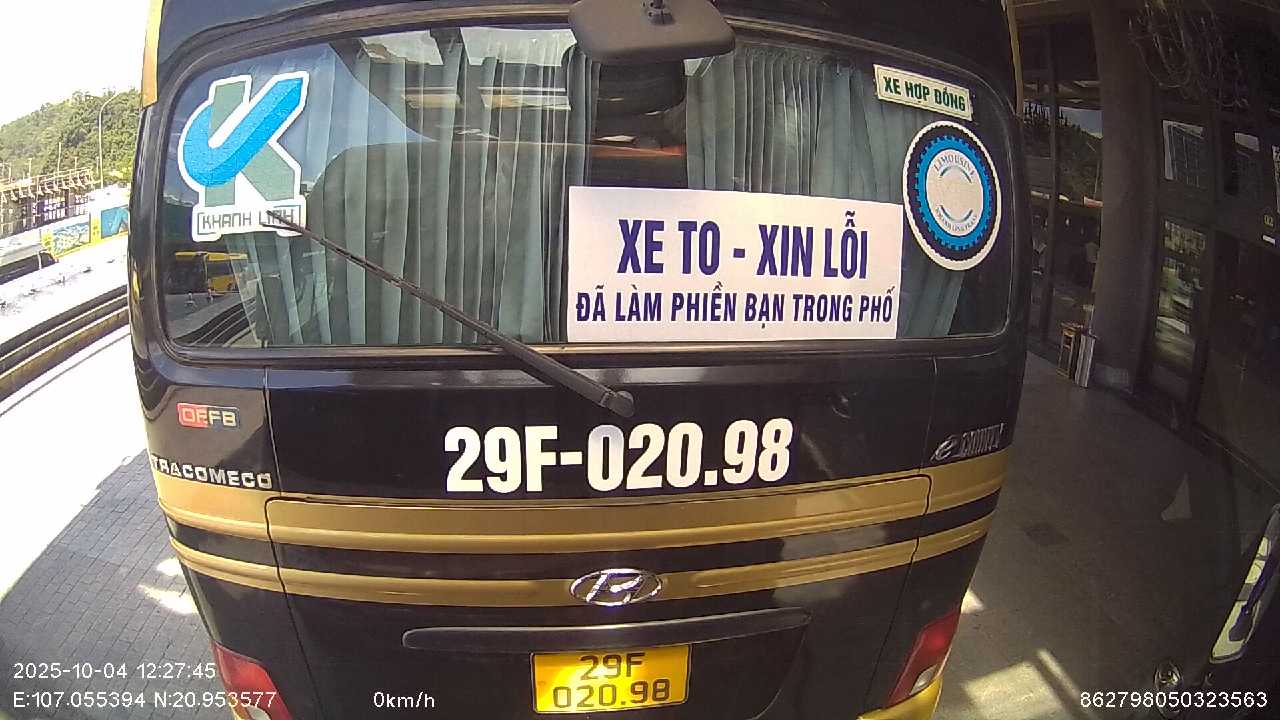 XE HỢP ĐỒNG
KHANH LINH
LIMOUSINE
XE TO - XIN LỖI
ĐÃ LÀM PHIỀN BẠN TRONG PHỐ
29F-020.98
TRACOMECO
29F
020.98
2025-10-04 12:27:45
E:107.055394 N:20.953577
0km/h
862798050323563